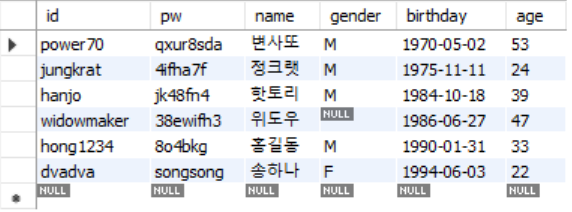 id pw name gender birthday age
power70 qxur8sda 변사또 M 1970-05-02 53
jungkrat 4ifha7f 정크랫 M 1975-11-11 24
hanjo jk48fn4 핫토리 M 1984-10-18 39
widowmaker 38ewifh3 위도우 NULL 1986-06-27 47
hong1234 8o4bkg 홍길동 M 1990-01-31 33
dvadva songsong 송하나 F 1994-06-03 22
NULL NULL NULL NULL NULL NULL